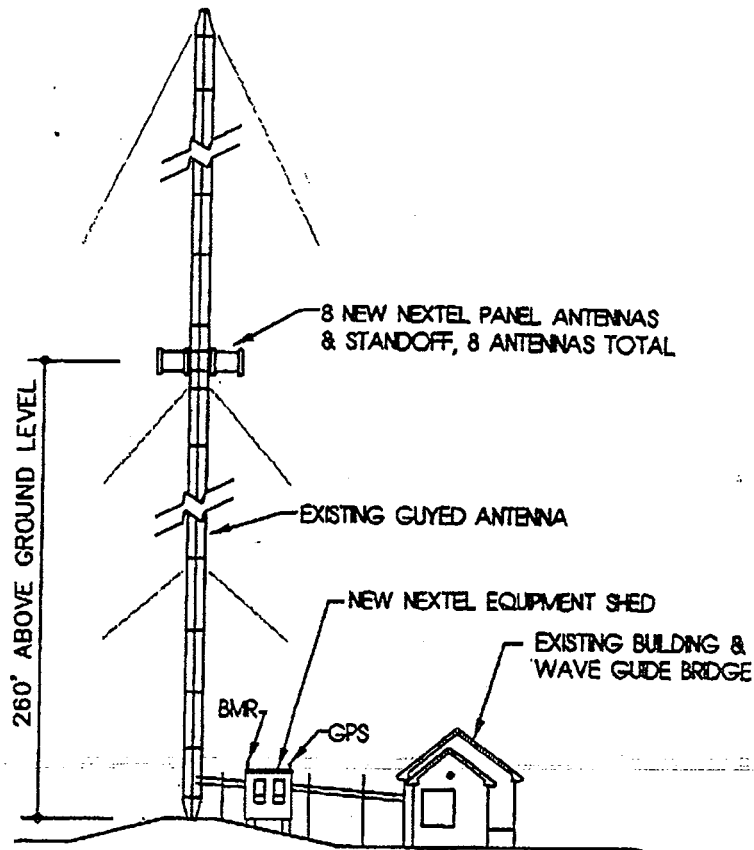 8 NEW NEXTEL PANEL ANTENNAS
& STANDOFF, 8 ANTENNAS TOTAL
260° ABOVE GROUND LEVEL
EXISTING GUYED ANTENNA
NEW NEXTEL EQUIPMENT SHED
EXISTING BUILDING &
WAVE GUIDE BRIDGE
BMR
GPS